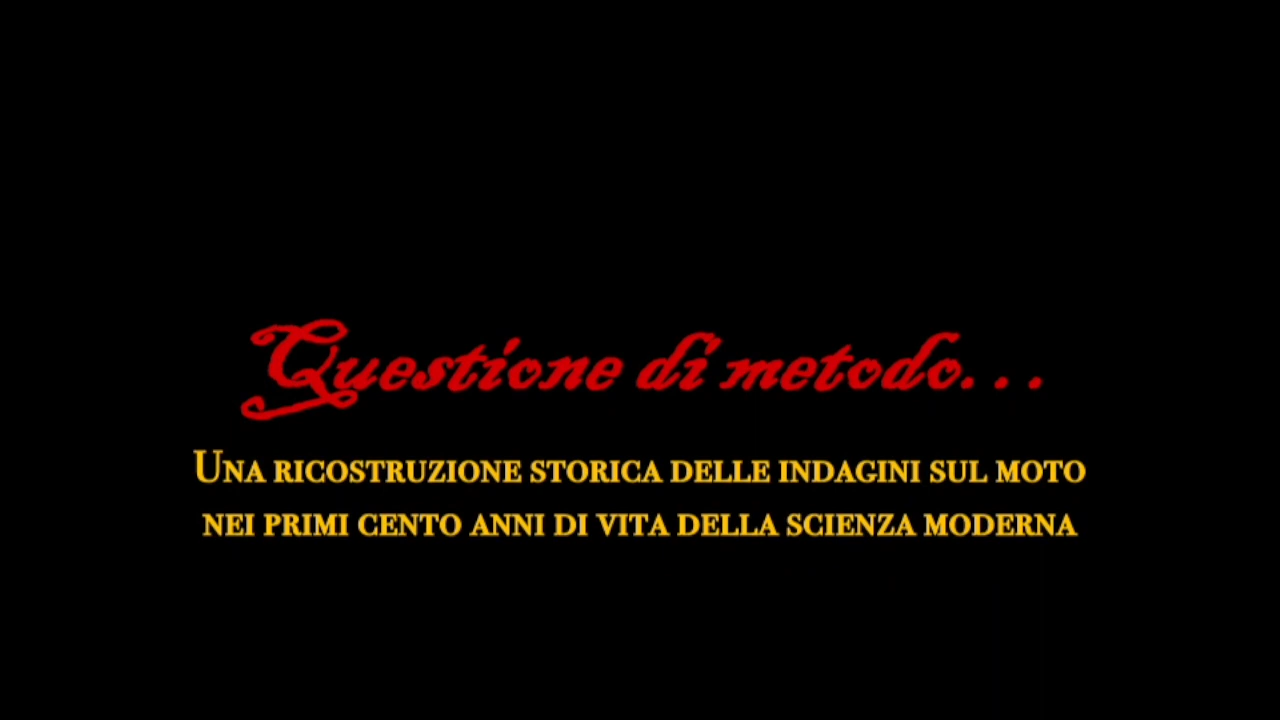 Questione di metodo...
Una ricostruzione storica delle indagini sul moto
nei primi cento anni di vita della scienza moderna